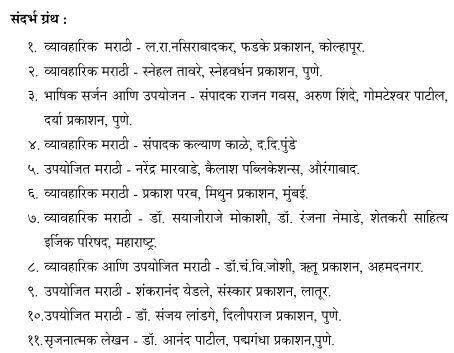 संदर्भ ग्रंथ :
१. व्यावहारिक मराठी - ल.रा.नसिराबादकर, फडके प्रकाशन, कोल्हापूर.
२. व्यावहारिक मराठी - स्नेहल तावरे, स्नेहवर्धन प्रकाशन, पुणे.
३. भाषिक सर्जन आणि उपयोजन - संपादक राजन गवस, अरुण शिंदे, गोमटेश्वर पाटील,
दर्या प्रकाशन, पुणे.
४. व्यावहारिक मराठी - संपादक कल्याण काळे, द.दि.पुंडे
५. उपयोजित मराठी - नरेंद्र मारवाडे, कैलाश पब्लिकेशन्स, औरंगाबाद.
६. व्यावहारिक मराठी - प्रकाश परब, मिथुन प्रकाशन, मुंबई.
७. व्यावहारिक मराठी - डॉ. सयाजीराजे मोकाशी, डॉ. रंजना नेमाडे, शेतकरी साहित्य
इर्जिक परिषद, महाराष्ट्र.
८. व्यावहारिक आणि उपयोजित मराठी - डॉ.चं.वि.जोशी, ऋतू प्रकाशन, अहमदनगर.
९. उपयोजित मराठी - शंकरानंद येडले, संस्कार प्रकाशन, लातूर.
१०.उपयोजित मराठी - डॉ. संजय लांडगे, दिलीपराज प्रकाशन, पुणे.
११.सृजनात्मक लेखन - डॉ. आनंद पाटील, पद्मगंधा प्रकाशन,पुणे.